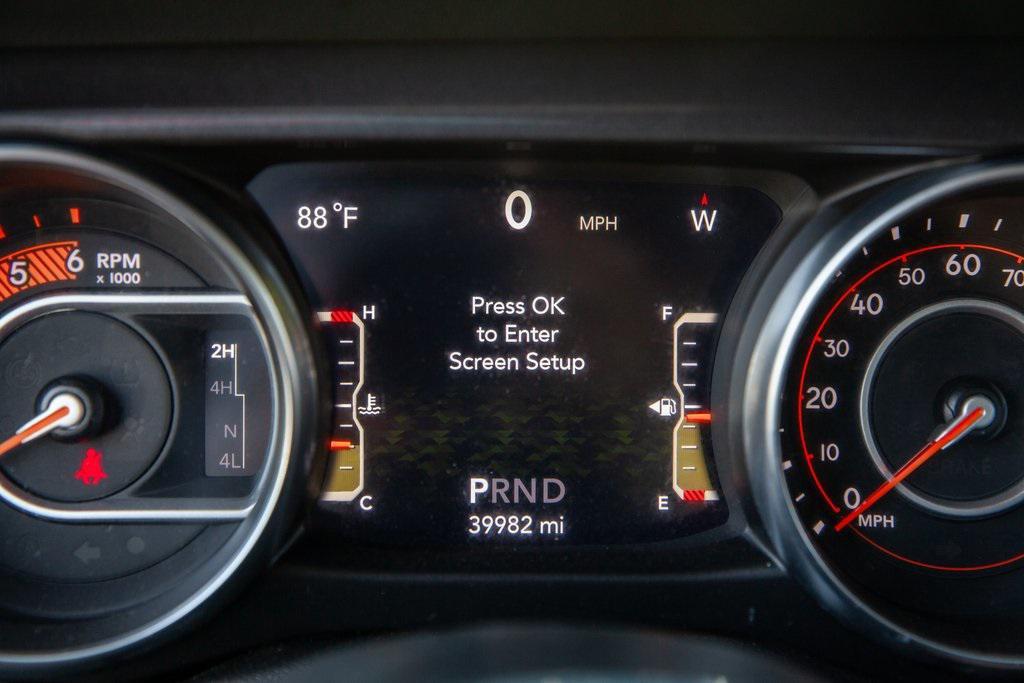 88°F
0 MPH
W
5 6 RPM
x 1000
2H
4H
N
4L
H
C
Press OK
to Enter
Screen Setup
F
E
PRND
39982 mi
0 10 20 30 40 50 60 70
MPH